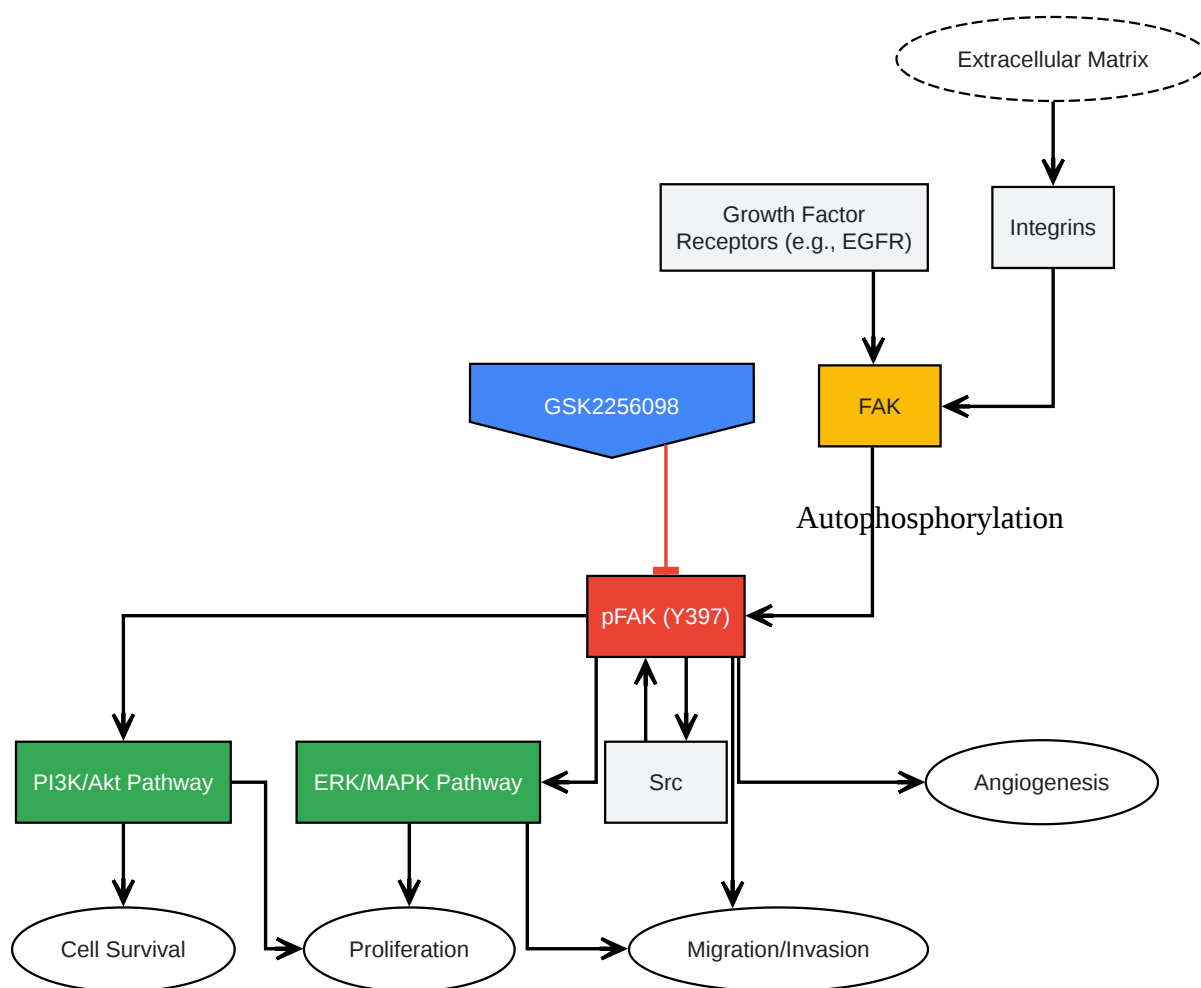 Extracellular Matrix
Growth Factor
Receptors (e.g., EGFR)
Integrins
GSK2256098
FAK
Autophosphorylation
pFAK (Y397)
PI3K/Akt Pathway
ERK/MAPK Pathway
Src
Angiogenesis
Cell Survival
Proliferation
Migration/Invasion